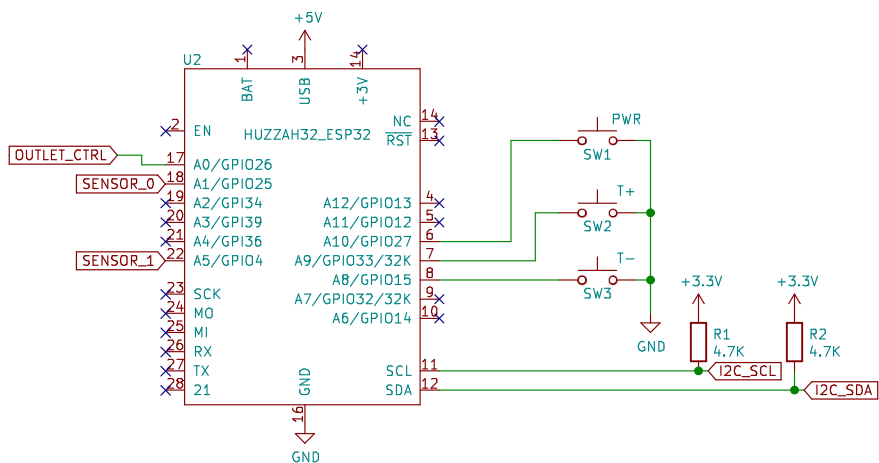 +5V
U2
1
3
14
BAT
USB
+3V
2
EN
HUZZAH32_ESP32
NC
14
RST
13
PWR
SW1
OUTLET_CTRL
17
A0/GPIO26
SENSOR_0
18
A1/GPIO25
19
A2/GPI34
A12/GPIO13
4
T+
SW2
20
A3/GPI39
A11/GPIO12
5
21
A4/GPI36
A10/GPIO27
6
SENSOR_1
22
A5/GPIO4
A9/GPIO33/32K
7
T-
SW3
A8/GPIO15
8
23
SCK
A7/GPIO32/32K
9
+3.3V
+3.3V
24
MO
A6/GPIO14
10
25
MI
GND
R1
4.7K
R2
4.7K
26
RX
27
TX
GND
SCL
11
I2C_SCL
28
21
SDA
12
I2C_SDA
16
GND